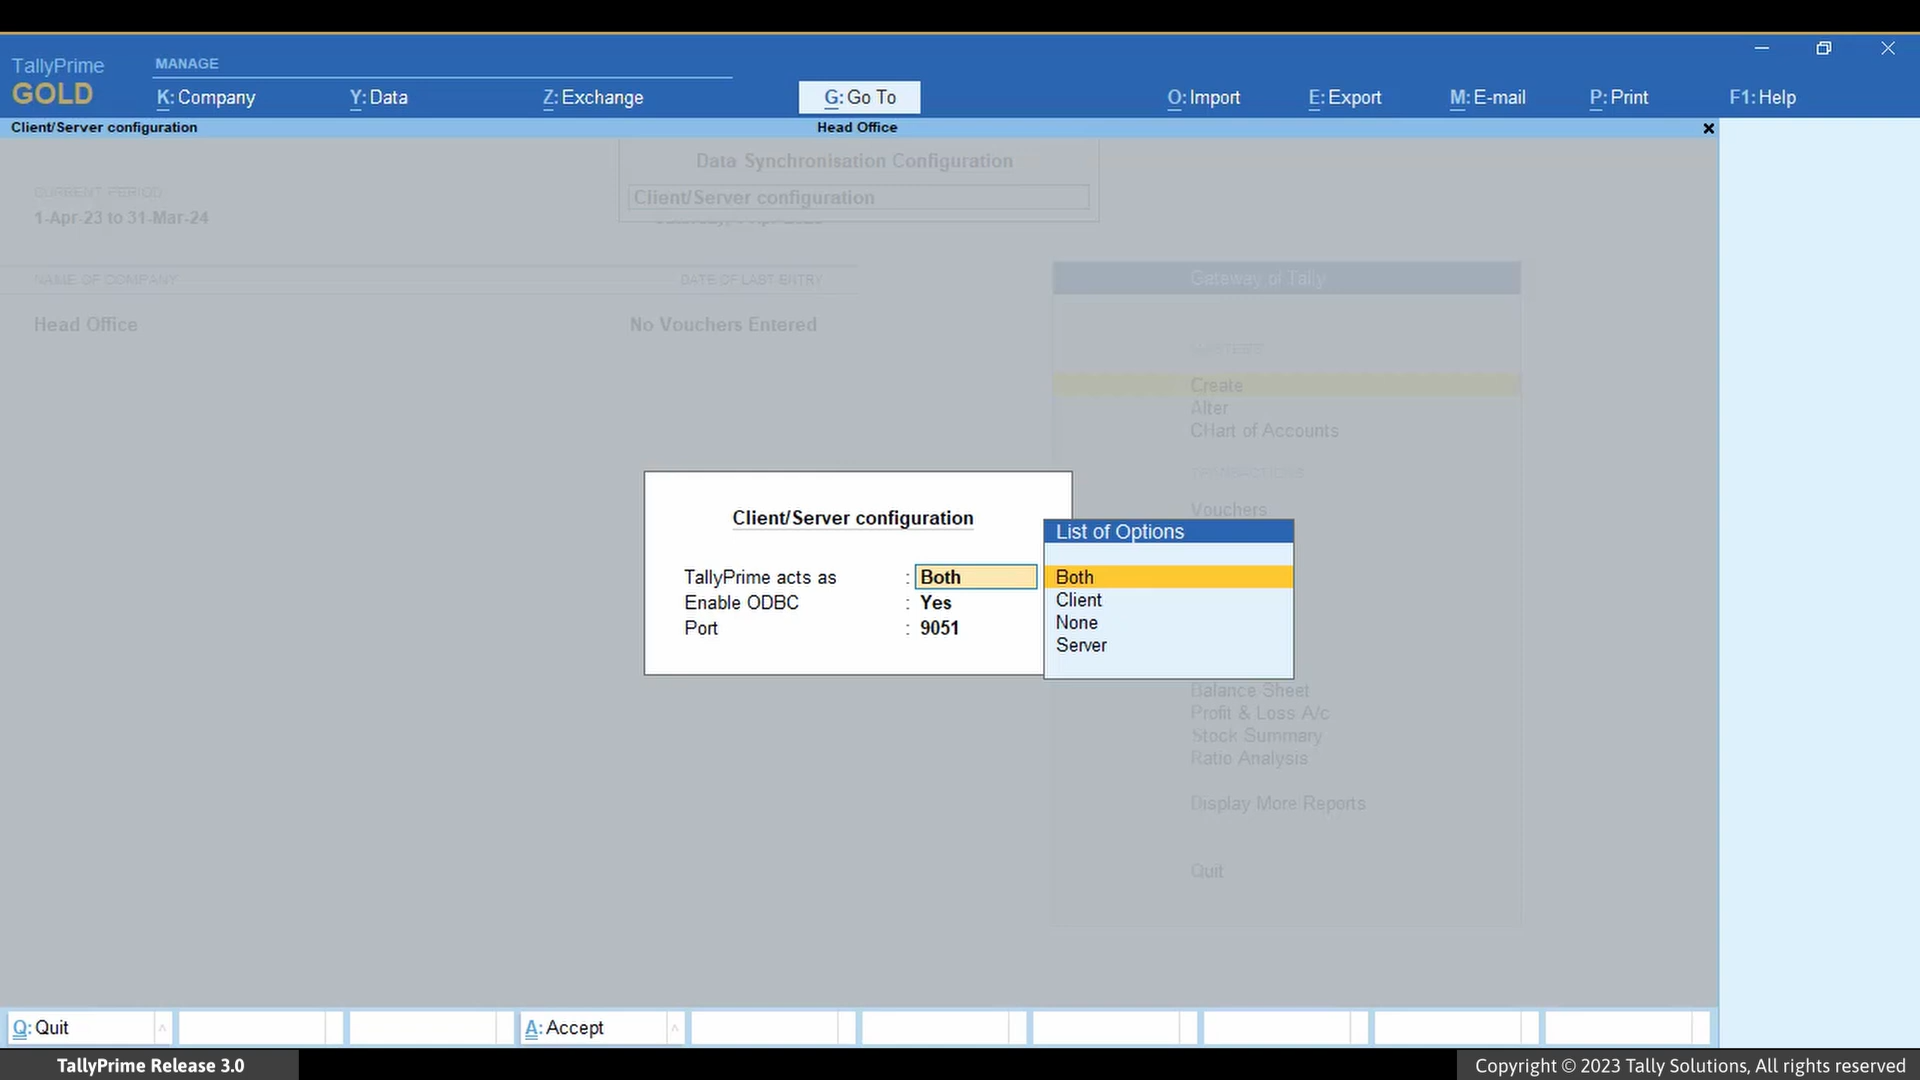 TallyPrime
GOLD
MANAGE
K: Company
Y: Data
Z: Exchange
G: Go To
O: Import
E: Export
M: E-mail
P: Print
F1: Help
Client/Server configuration
Head Office
Data Synchronisation Configuration
Client/Server configuration
CURRENT PERIOD
1-Apr-23 to 31-Mar-24
NAME OF COMPANY
DATE OF LAST ENTRY
Head Office
No Vouchers Entered
Gateway of Tally
MASTERS
Create
Alter
CHart of Accounts
TRANSACTIONS
Vouchers
Client/Server configuration
TallyPrime acts as : Both
Enable ODBC : Yes
Port : 9051
List of Options
Both
Client
None
Server
Balance Sheet
Profit & Loss A/c
Stock Summary
Ratio Analysis
Display More Reports
Quit
Q: Quit
A: Accept
TallyPrime Release 3.0
Copyright © 2023 Tally Solutions, All rights reserved